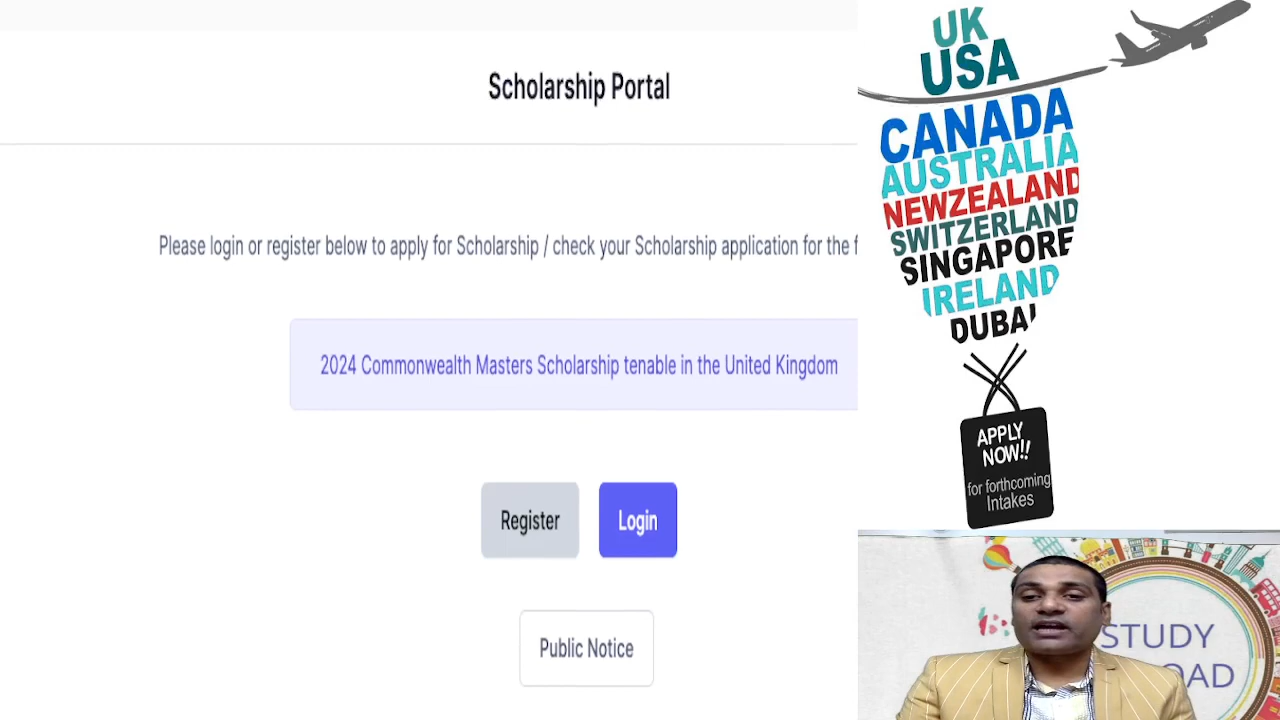 Scholarship Portal
Please login or register below to apply for Scholarship / check your Scholarship application for the f
2024 Commonwealth Masters Scholarship tenable in the United Kingdom
Register
Login
Public Notice
UK
USA
CANADA
AUSTRALIA
NEWZEALAND
SWITZERLAND
SINGAPORE
IRELAND
DUBAI
APPLY
NOW!!
for forthcoming
Intakes
STUDY
OAD